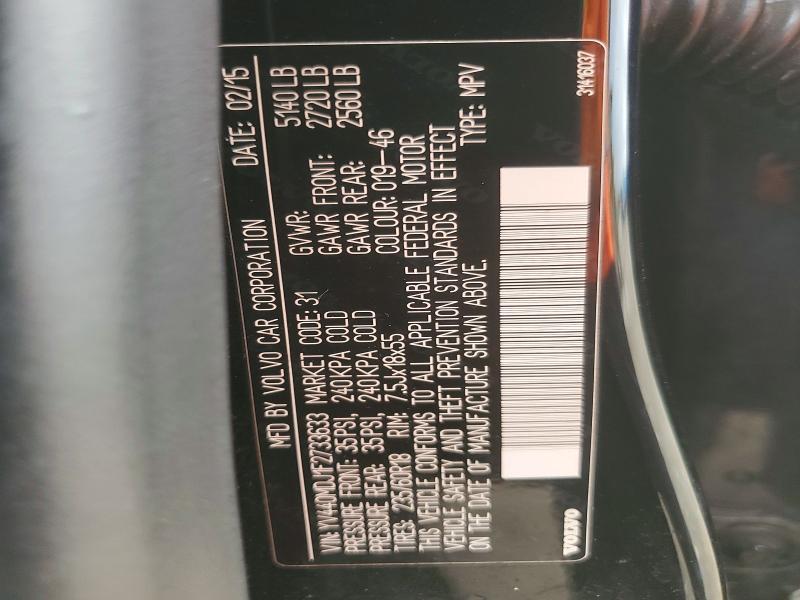 MFD BY VOLVO CAR CORPORATION DATE: 02/15
VIN: YV440MDJ1F2733633 MARKET CODE: 31 GVWR: 5140 LB
PRESSURE FRONT: 35PSI, 240KPA COLD GAWR FRONT: 2720 LB
PRESSURE REAR: 35PSI, 240KPA COLD GAWR REAR: 2560 LB
TIRES: 235/60R18 RIM: 7.5Jx18x55 COLOUR: 019-46
THIS VEHICLE CONFORMS TO ALL APPLICABLE FEDERAL MOTOR
VEHICLE SAFETY AND THEFT PREVENTION STANDARDS IN EFFECT
ON THE DATE OF MANUFACTURE SHOWN ABOVE. TYPE: MPV
VOLVO 31416037